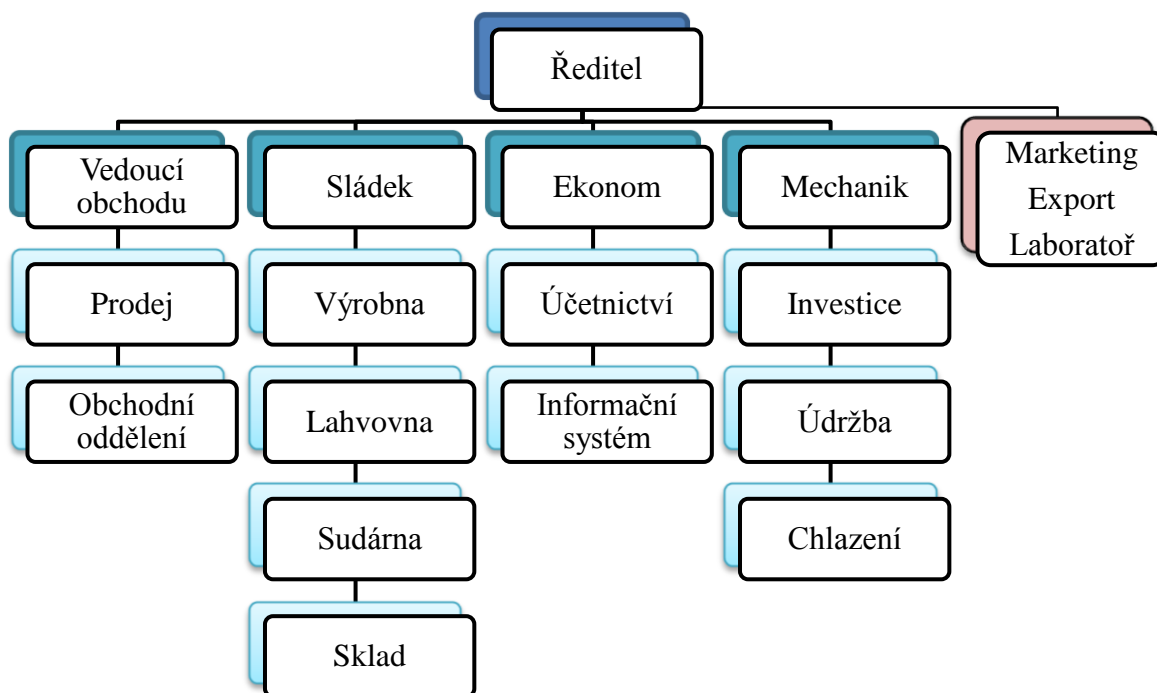 Ředitel
Vedoucí
obchodu
Sládek
Ekonom
Mechanik
Marketing
Export
Laboratoř
Prodej
Výrobna
Účetnictví
Investice
Obchodní
oddělení
Lahvovna
Informační
systém
Údržba
Sudárna
Chlazení
Sklad